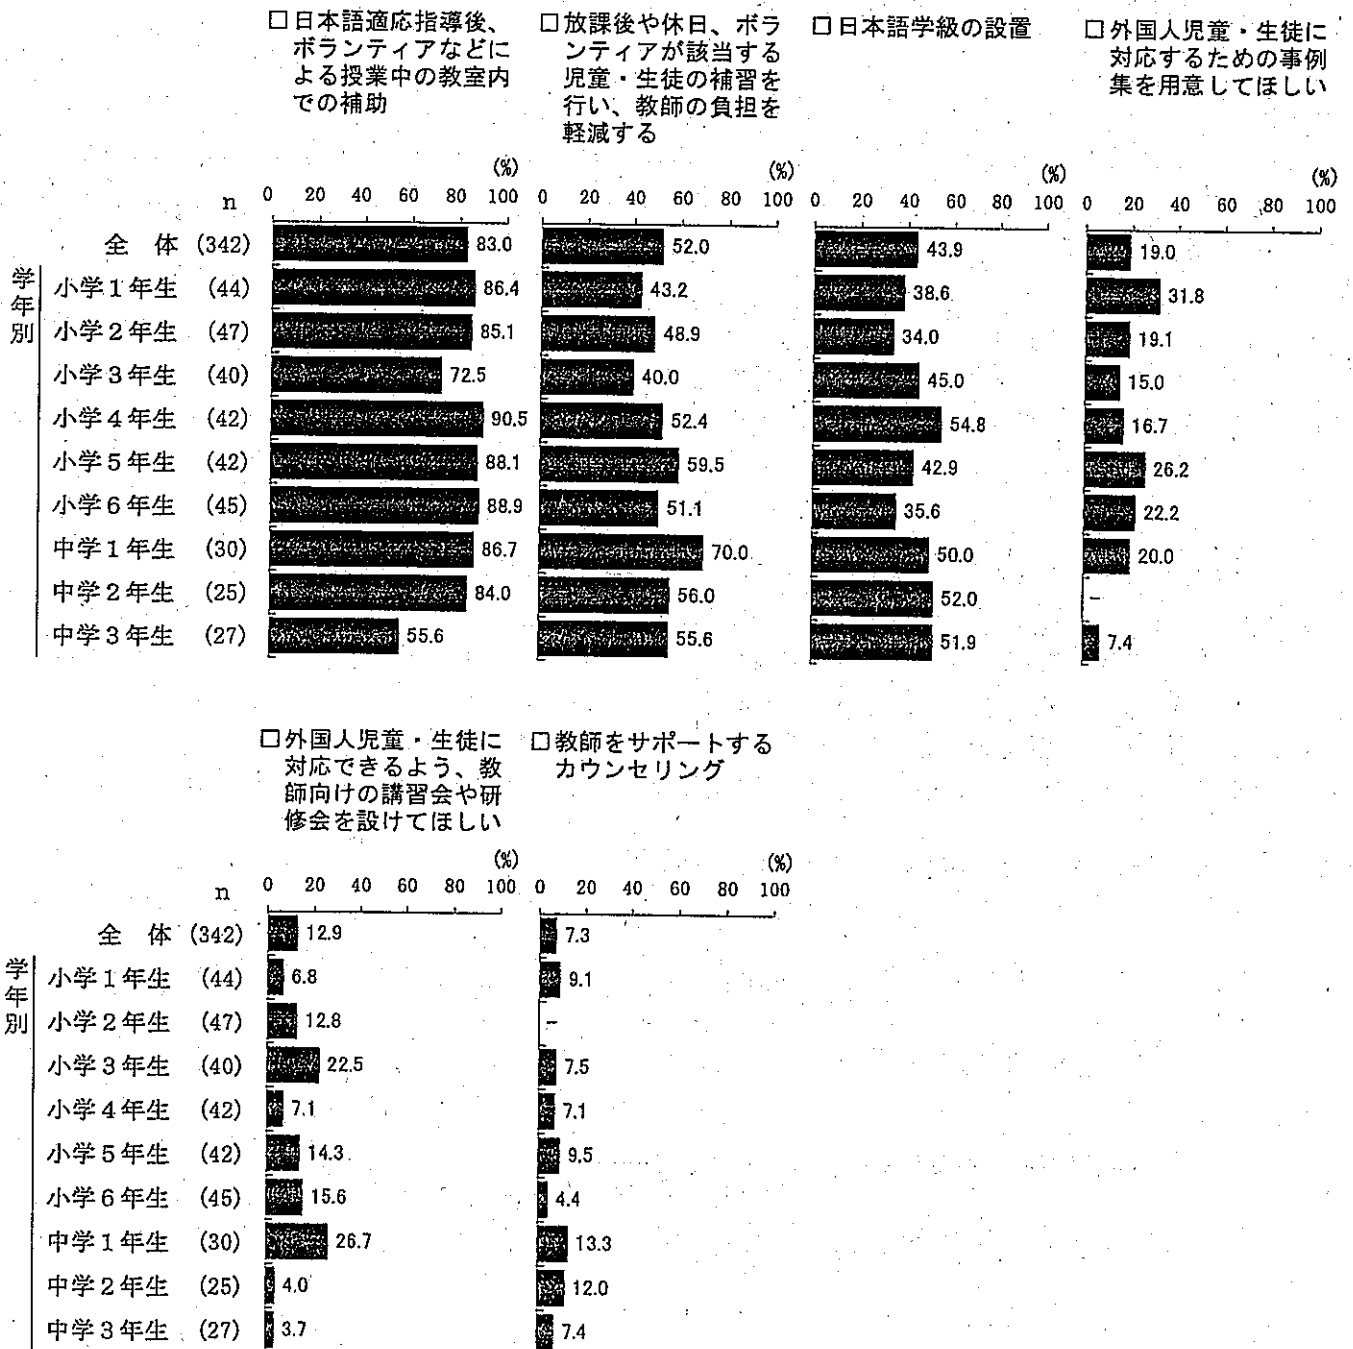 □日本語適応指導後、
ボランティアなどに
よる授業中の教室内
での補助
□放課後や休日、ボラ
ンティアが該当する
児童・生徒の補習を
行い、教師の負担を
軽減する
□日本語学級の設置
□外国人児童・生徒に
対応するための事例
集を用意してほしい
(%) (%) (%) (%)
n 0 20 40 60 80 100 0 20 40 60 80 100 0 20 40 60 80 100 0 20 40 60 80 100
全 体 (342) 83.0 52.0 43.9 19.0
学年別
小学1年生 (44) 86.4 43.2 38.6 31.8
小学2年生 (47) 85.1 48.9 34.0 19.1
小学3年生 (40) 72.5 40.0 45.0 15.0
小学4年生 (42) 90.5 52.4 54.8 16.7
小学5年生 (42) 88.1 59.5 42.9 26.2
小学6年生 (45) 88.9 51.1 35.6 22.2
中学1年生 (30) 86.7 70.0 50.0 20.0
中学2年生 (25) 84.0 56.0 52.0 -
中学3年生 (27) 55.6 55.6 51.9 7.4
□外国人児童・生徒に
対応できるよう、教
師向けの講習会や研
修会を設けてほしい
□教師をサポートする
カウンセリング
(%) (%)
n 0 20 40 60 80 100 0 20 40 60 80 100
全 体 (342) 12.9 7.3
学年別
小学1年生 (44) 6.8 9.1
小学2年生 (47) 12.8 -
小学3年生 (40) 22.5 7.5
小学4年生 (42) 7.1 7.1
小学5年生 (42) 14.3 9.5
小学6年生 (45) 15.6 4.4
中学1年生 (30) 26.7 13.3
中学2年生 (25) 4.0 12.0
中学3年生 (27) 3.7 7.4